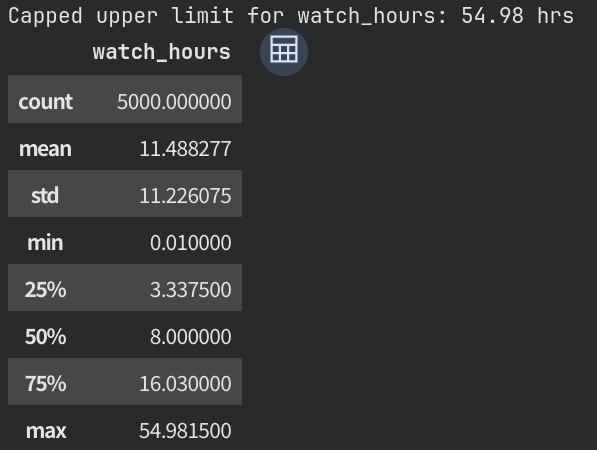 Capped upper limit for watch_hours: 54.98 hrs
watch_hours
count 5000.000000
mean 11.488277
std 11.226075
min 0.010000
25% 3.337500
50% 8.000000
75% 16.030000
max 54.981500